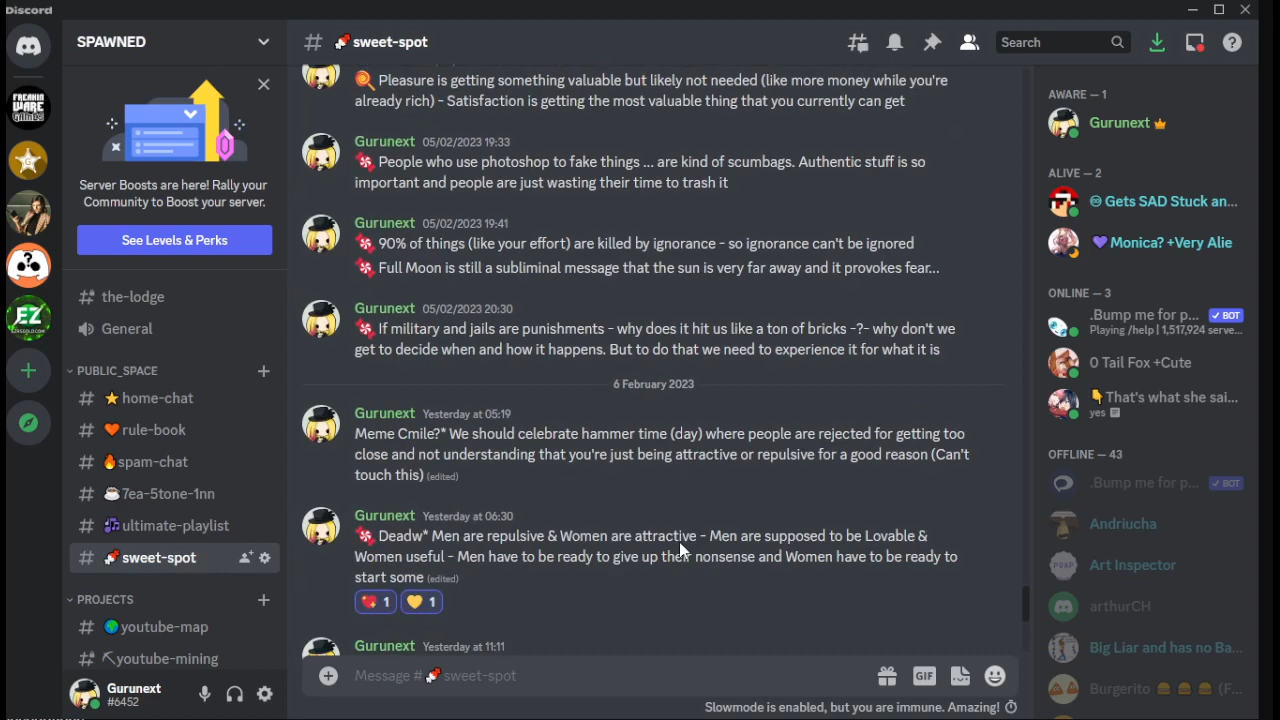 Discord
SPAWNED
Server Boosts are here! Rally your
Community to Boost your server.
See Levels & Perks
the-lodge
General
PUBLIC_SPACE
⭐home-chat
🧡rule-book
🔥spam-chat
☕7ea-5tone-1nn
🎶ultimate-playlist
🍬sweet-spot
PROJECTS
🌍youtube-map
⛏youtube-mining
Gurunext
#6452
FREAKIN
WARE
GAMES
EZ
# 🍬sweet-spot
Search
🍭 Pleasure is getting something valuable but likely not needed (like more money while you're
already rich) - Satisfaction is getting the most valuable thing that you currently can get
Gurunext 05/02/2023 19:33
🍬 People who use photoshop to fake things ... are kind of scumbags. Authentic stuff is so
important and people are just wasting their time to trash it
Gurunext 05/02/2023 19:41
🍬 90% of things (like your effort) are killed by ignorance - so ignorance can't be ignored
🍬 Full Moon is still a subliminal message that the sun is very far away and it provokes fear...
Gurunext 05/02/2023 20:30
🍬 If military and jails are punishments - why does it hit us like a ton of bricks -?- why don't we
get to decide when and how it happens. But to do that we need to experience it for what it is
6 February 2023
Gurunext Yesterday at 05:19
Meme Cmile?* We should celebrate hammer time (day) where people are rejected for getting too
close and not understanding that you're just being attractive or repulsive for a good reason (Can't
touch this) (edited)
Gurunext Yesterday at 06:30
🍬 Deadw* Men are repulsive & Women are attractive - Men are supposed to be Lovable &
Women useful - Men have to be ready to give up their nonsense and Women have to be ready to
start some (edited)
💖 1 💛 1
Gurunext Yesterday at 11:11
Message # 🍬sweet-spot
GIF
Slowmode is enabled, but you are immune. Amazing!
AWARE — 1
Gurunext
ALIVE — 2
♾ Gets SAD Stuck an...
💜Monica? +Very Alie
ONLINE — 3
.Bump me for p... ✓ BOT
Playing /help | 1,517,924 serve...
0 Tail Fox +Cute
👇That's what she sai...
yes
OFFLINE — 43
.Bump me for p... ✓ BOT
Andriucha
Art Inspector
arthurCH
Big Liar and has no Ba...
Burgerito 🍔 🍔 🍔 (F...